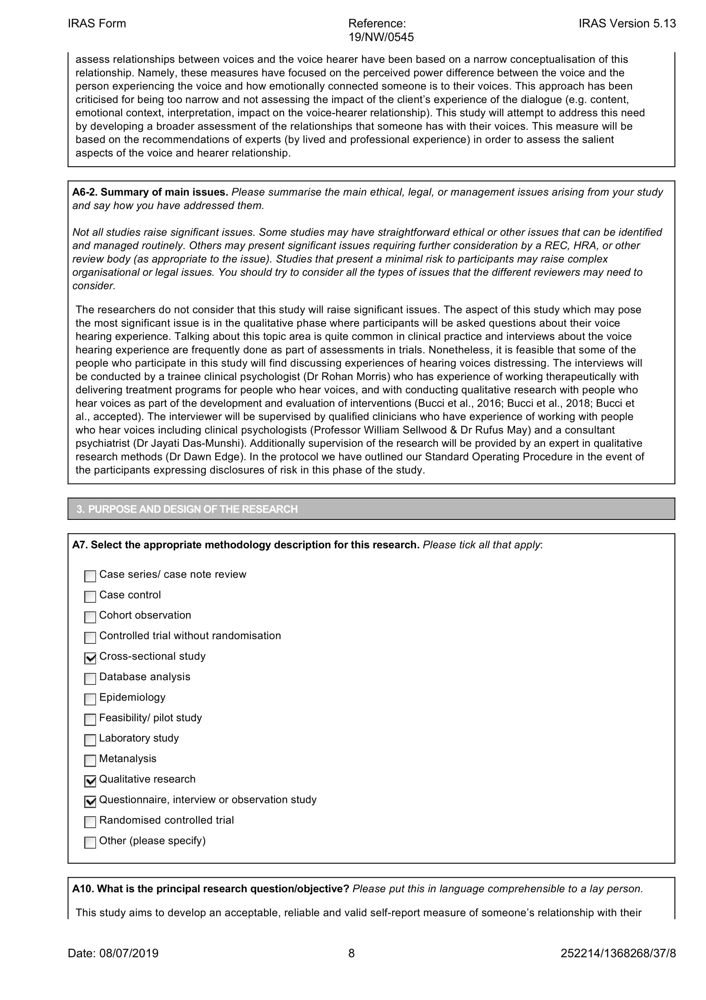 IRAS Form
Reference:
19/NW/0545
IRAS Version 5.13
assess relationships between voices and the voice hearer have been based on a narrow conceptualisation of this
relationship. Namely, these measures have focused on the perceived power difference between the voice and the
person experiencing the voice and how emotionally connected someone is to their voices. This approach has been
criticised for being too narrow and not assessing the impact of the client’s experience of the dialogue (e.g. content,
emotional context, interpretation, impact on the voice-hearer relationship). This study will attempt to address this need
by developing a broader assessment of the relationships that someone has with their voices. This measure will be
based on the recommendations of experts (by lived and professional experience) in order to assess the salient
aspects of the voice and hearer relationship.
A6-2. Summary of main issues. Please summarise the main ethical, legal, or management issues arising from your study
and say how you have addressed them.
Not all studies raise significant issues. Some studies may have straightforward ethical or other issues that can be identified
and managed routinely. Others may present significant issues requiring further consideration by a REC, HRA, or other
review body (as appropriate to the issue). Studies that present a minimal risk to participants may raise complex
organisational or legal issues. You should try to consider all the types of issues that the different reviewers may need to
consider.
The researchers do not consider that this study will raise significant issues. The aspect of this study which may pose
the most significant issue is in the qualitative phase where participants will be asked questions about their voice
hearing experience. Talking about this topic area is quite common in clinical practice and interviews about the voice
hearing experience are frequently done as part of assessments in trials. Nonetheless, it is feasible that some of the
people who participate in this study will find discussing experiences of hearing voices distressing. The interviews will
be conducted by a trainee clinical psychologist (Dr Rohan Morris) who has experience of working therapeutically with
delivering treatment programs for people who hear voices, and with conducting qualitative research with people who
hear voices as part of the development and evaluation of interventions (Bucci et al., 2016; Bucci et al., 2018; Bucci et
al., accepted). The interviewer will be supervised by qualified clinicians who have experience of working with people
who hear voices including clinical psychologists (Professor William Sellwood & Dr Rufus May) and a consultant
psychiatrist (Dr Jayati Das-Munshi). Additionally supervision of the research will be provided by an expert in qualitative
research methods (Dr Dawn Edge). In the protocol we have outlined our Standard Operating Procedure in the event of
the participants expressing disclosures of risk in this phase of the study.
3. PURPOSE AND DESIGN OF THE RESEARCH
A7. Select the appropriate methodology description for this research. Please tick all that apply:
Case series/ case note review
Case control
Cohort observation
Controlled trial without randomisation
Cross-sectional study
Database analysis
Epidemiology
Feasibility/ pilot study
Laboratory study
Metanalysis
Qualitative research
Questionnaire, interview or observation study
Randomised controlled trial
Other (please specify)
A10. What is the principal research question/objective? Please put this in language comprehensible to a lay person.
This study aims to develop an acceptable, reliable and valid self-report measure of someone’s relationship with their
Date: 08/07/2019
8
252214/1368268/37/8